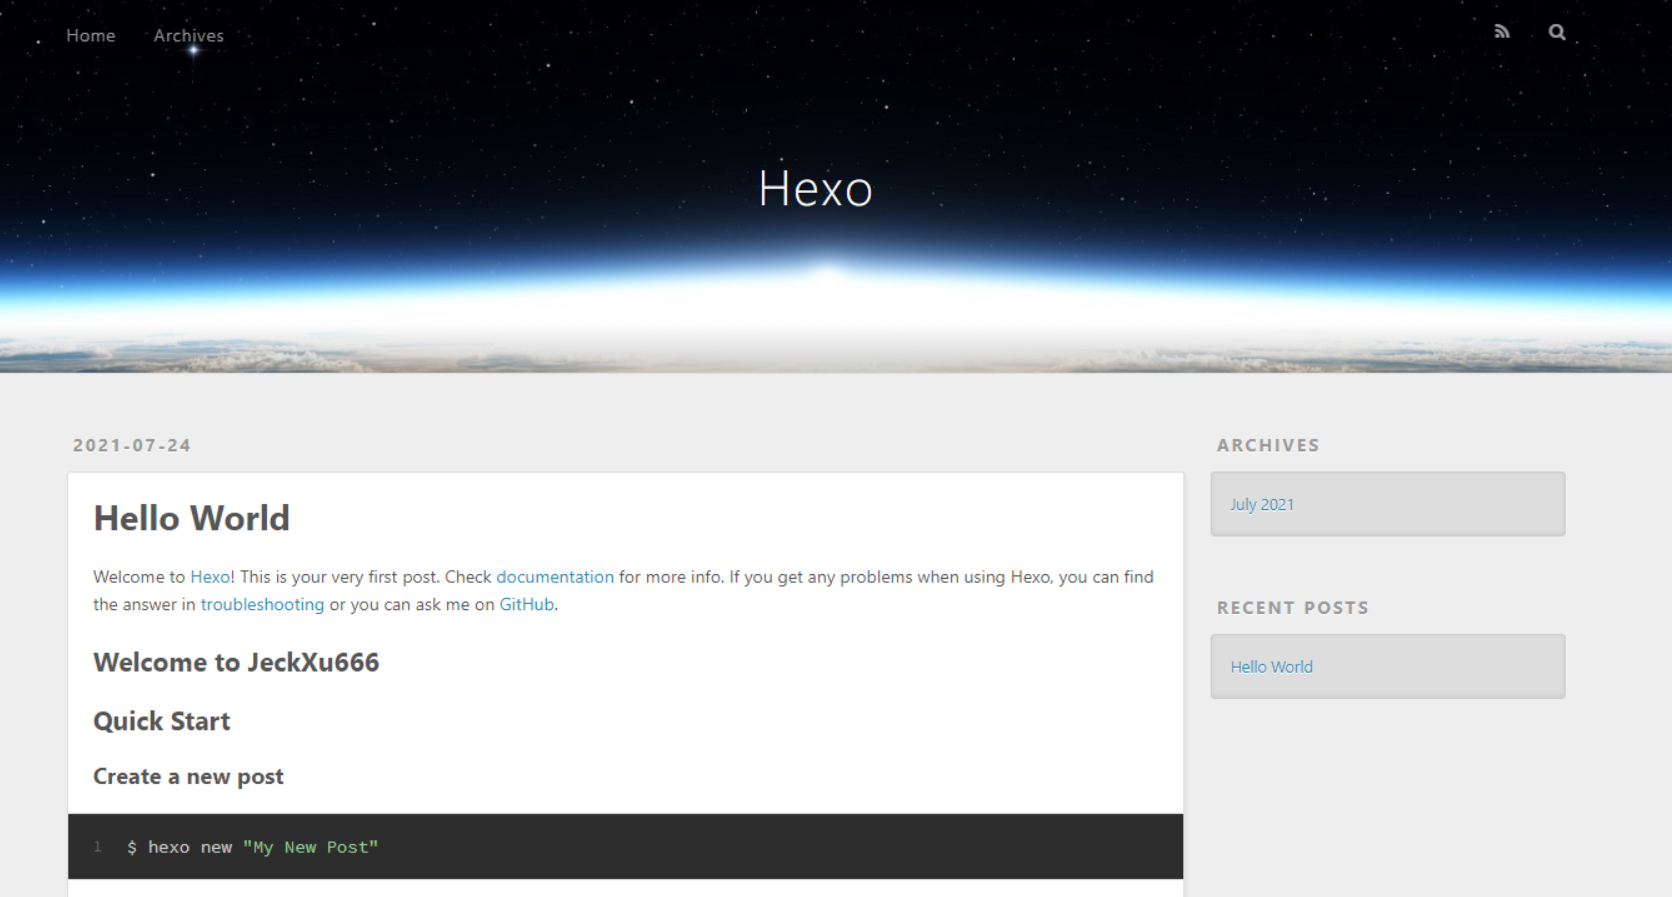 Home Archives
Hexo
2021-07-24
Hello World
Welcome to Hexo! This is your very first post. Check documentation for more info. If you get any problems when using Hexo, you can find
the answer in troubleshooting or you can ask me on GitHub.
Welcome to JeckXu666
Quick Start
Create a new post
1 $ hexo new "My New Post"
ARCHIVES
July 2021
RECENT POSTS
Hello World